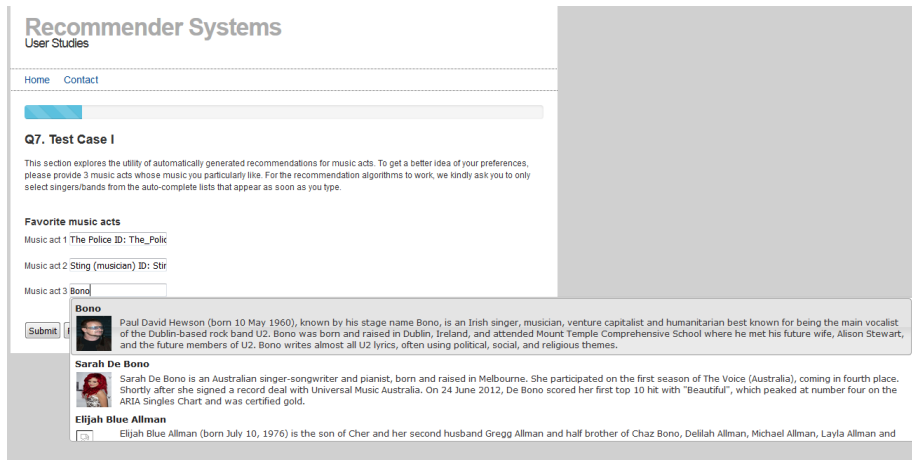 Recommender Systems
User Studies
Home Contact
Q7. Test Case I
This section explores the utility of automatically generated recommendations for music acts. To get a better idea of your preferences,
please provide 3 music acts whose music you particularly like. For the recommendation algorithms to work, we kindly ask you to only
select singers/bands from the auto-complete lists that appear as soon as you type.
Favorite music acts
Music act 1 The Police ID: The_Polic
Music act 2 Sting (musician) ID: Stir
Music act 3 Bono
Bono
Paul David Hewson (born 10 May 1960), known by his stage name Bono, is an Irish singer, musician, venture capitalist and humanitarian best known for being the main vocalist
of the Dublin-based rock band U2. Bono was born and raised in Dublin, Ireland, and attended Mount Temple Comprehensive School where he met his future wife, Alison Stewart,
and the future members of U2. Bono writes almost all U2 lyrics, often using political, social, and religious themes.
Submit
Sarah De Bono
Sarah De Bono is an Australian singer-songwriter and pianist, born and raised in Melbourne. She participated on the first season of The Voice (Australia), coming in fourth place.
Shortly after she signed a record deal with Universal Music Australia. On 24 June 2012, De Bono scored her first top 10 hit with "Beautiful", which peaked at number four on the
ARIA Singles Chart and was certified gold.
Elijah Blue Allman
Elijah Blue Allman (born July 10, 1976) is the son of Cher and her second husband Gregg Allman and half brother of Chaz Bono, Delilah Allman, Michael Allman, Layla Allman and